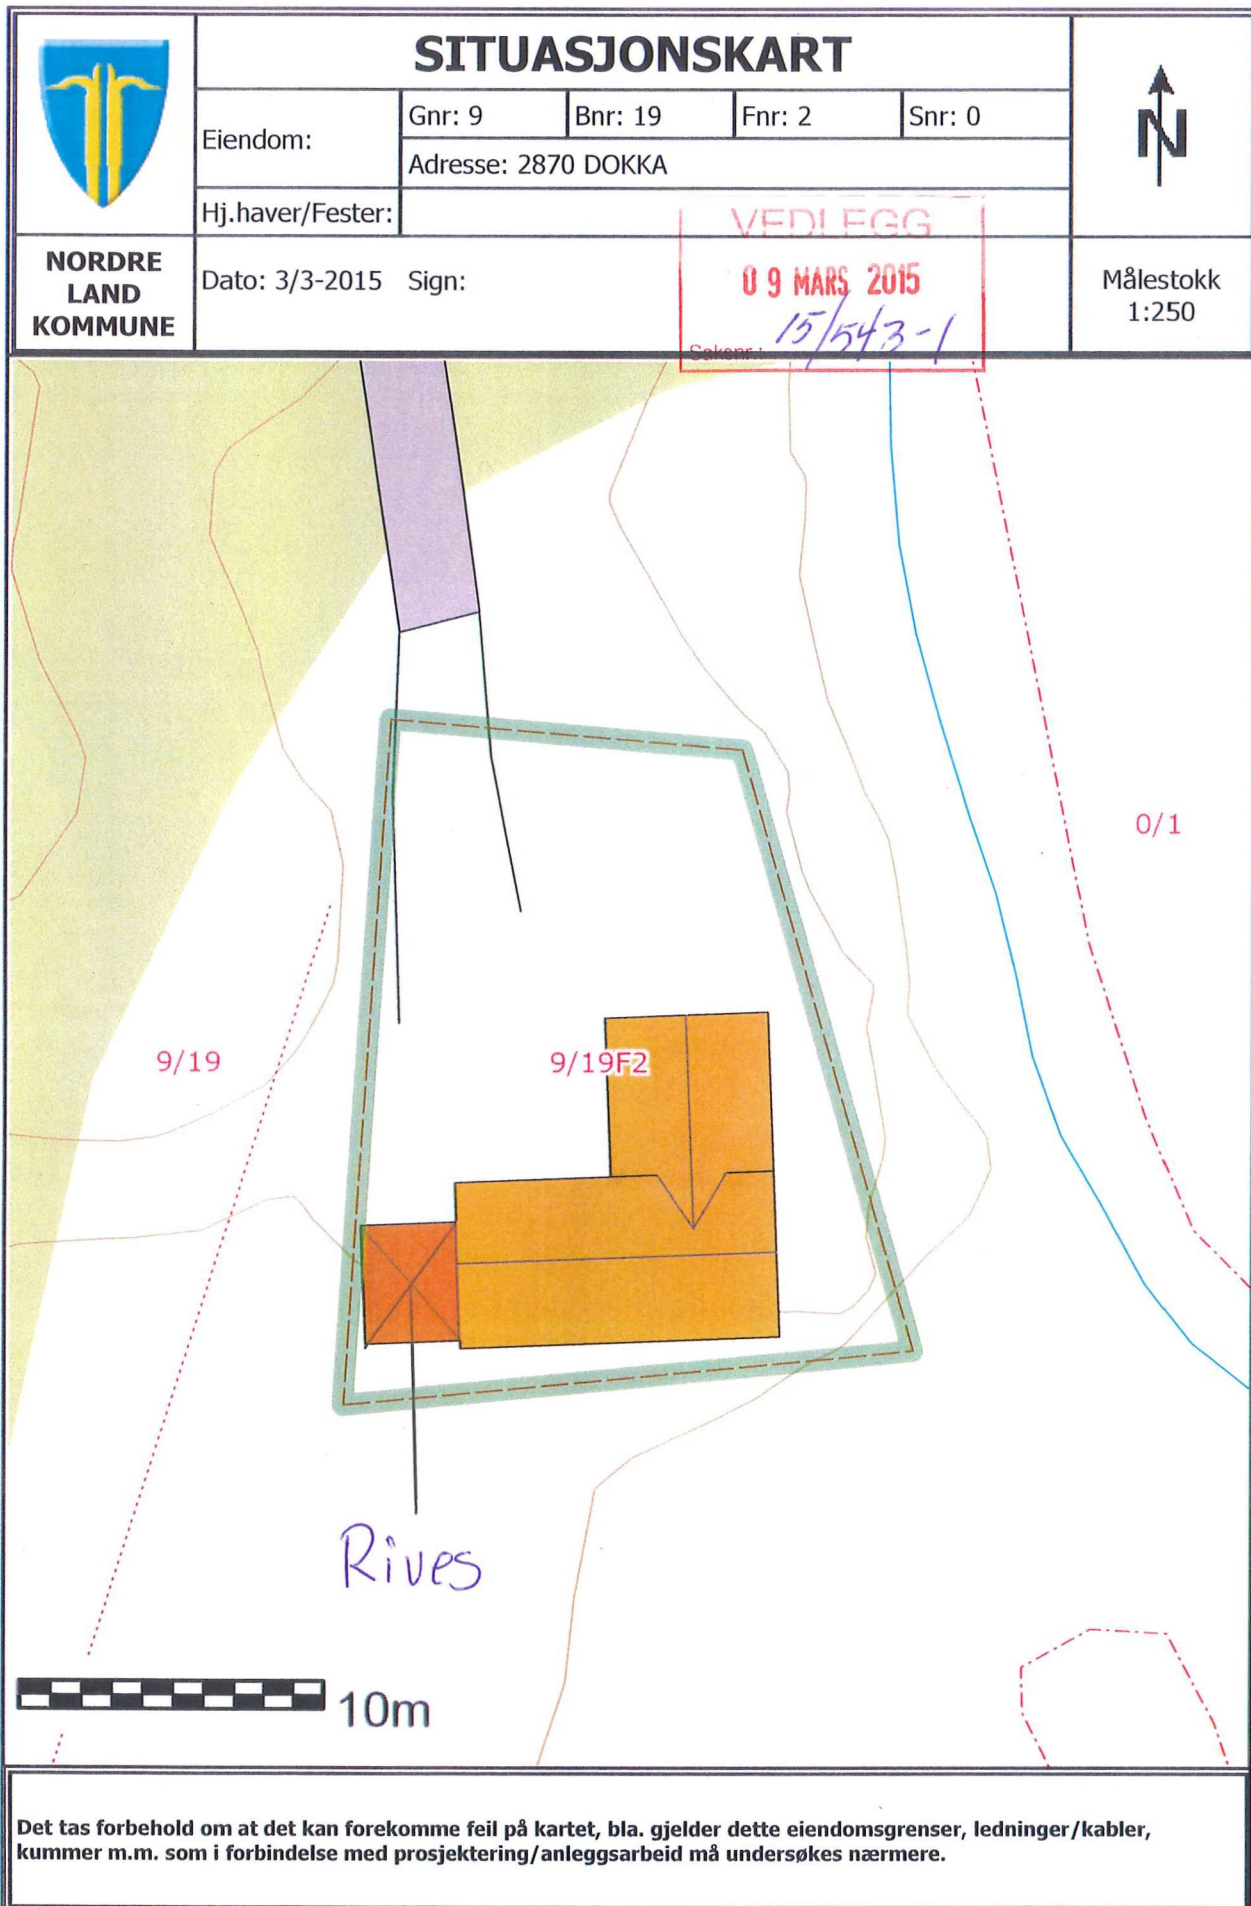 SITUASJONSKART
Eiendom:
Gnr: 9
Bnr: 19
Fnr: 2
Snr: 0
Adresse: 2870 DOKKA
Hj.haver/Fester:
N
NORDRE
LAND
KOMMUNE
Dato: 3/3-2015 Sign:
VEDLEGG
09 MARS 2015
Saksnr.: 15/543-1
Målestokk
1:250
0/1
9/19
9/19F2
Rives
10m
Det tas forbehold om at det kan forekomme feil på kartet, bla. gjelder dette eiendomsgrenser, ledninger/kabler,
kummer m.m. som i forbindelse med prosjektering/anleggsarbeid må undersøkes nærmere.